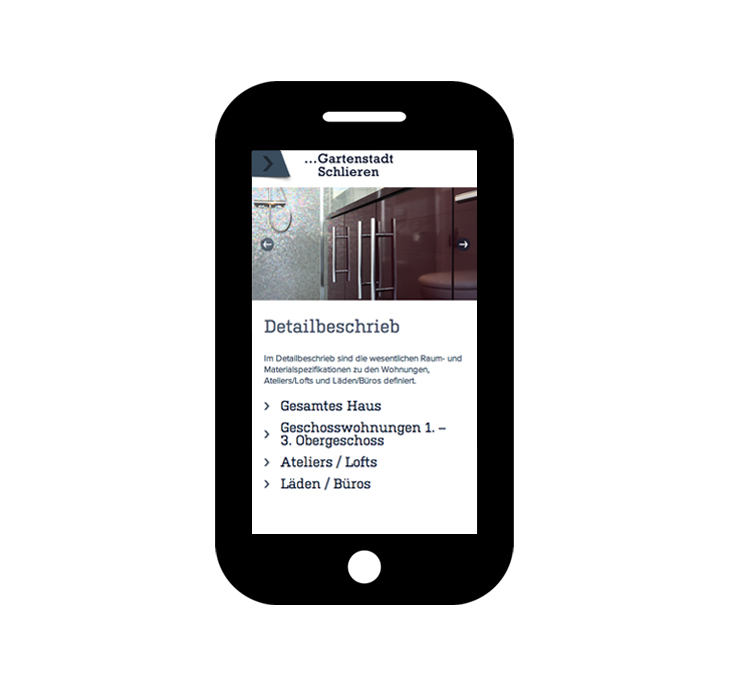 ...Gartenstadt
Schlieren
Detailbeschrieb
Im Detailbeschrieb sind die wesentlichen Raum- und
Materialspezifikationen zu den Wohnungen,
Ateliers/Lofts und Läden/Büros definiert.
Gesamtes Haus
Geschosswohnungen 1. –
3. Obergeschoss
Ateliers / Lofts
Läden / Büros